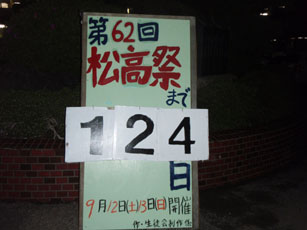 第62回
松高祭
まで
124
日
9月12日(土)13日(日)開催
作・生徒会制作係